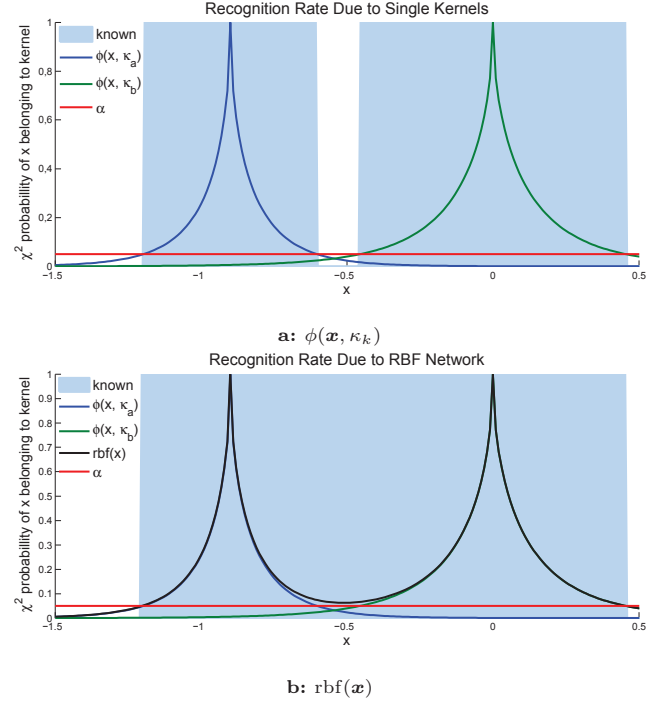 Recognition Rate Due to Single Kernels
χ² probabillity of x belonging to kernel
1
0,8
0,6
0,4
0,2
0
known
ϕ(x, κa)
ϕ(x, κb)
α
−1.5 −1 −0.5 0 0.5
x
a: ϕ(x, κk)
Recognition Rate Due to RBF Network
χ² probability of x belonging to kernel
1
0.9
0.8
0.7
0.6
0.5
0.4
0.3
0.2
0.1
0
known
ϕ(x, κa)
ϕ(x, κb)
rbf(x)
α
−1.5 −1 −0.5 0 0.5
x
b: rbf(x)